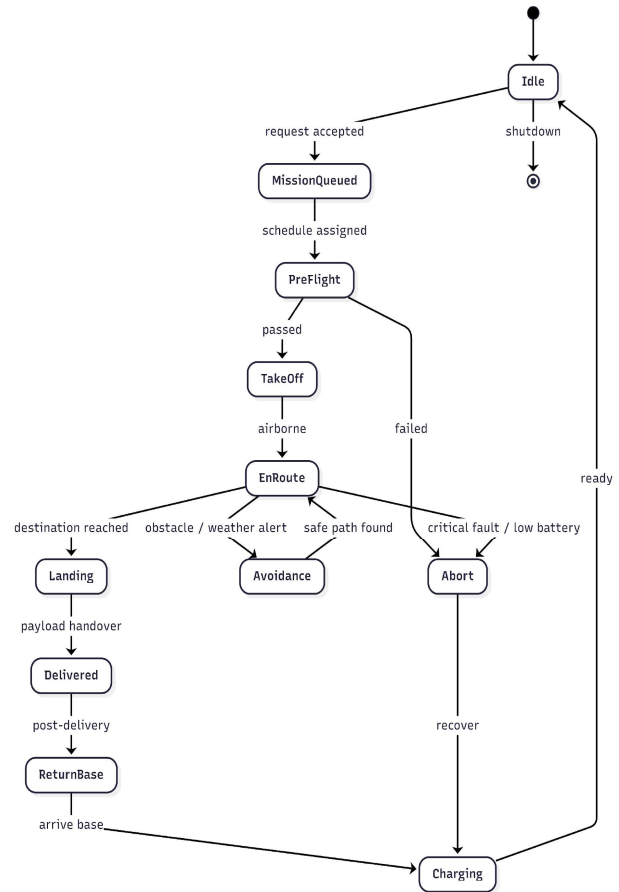 Idle
request accepted
shutdown
MissionQueued
schedule assigned
PreFlight
passed
TakeOff
airborne
failed
EnRoute
ready
destination reached
obstacle / weather alert
safe path found
critical fault / low battery
Landing
Avoidance
Abort
payload handover
Delivered
post-delivery
recover
ReturnBase
arrive base
Charging